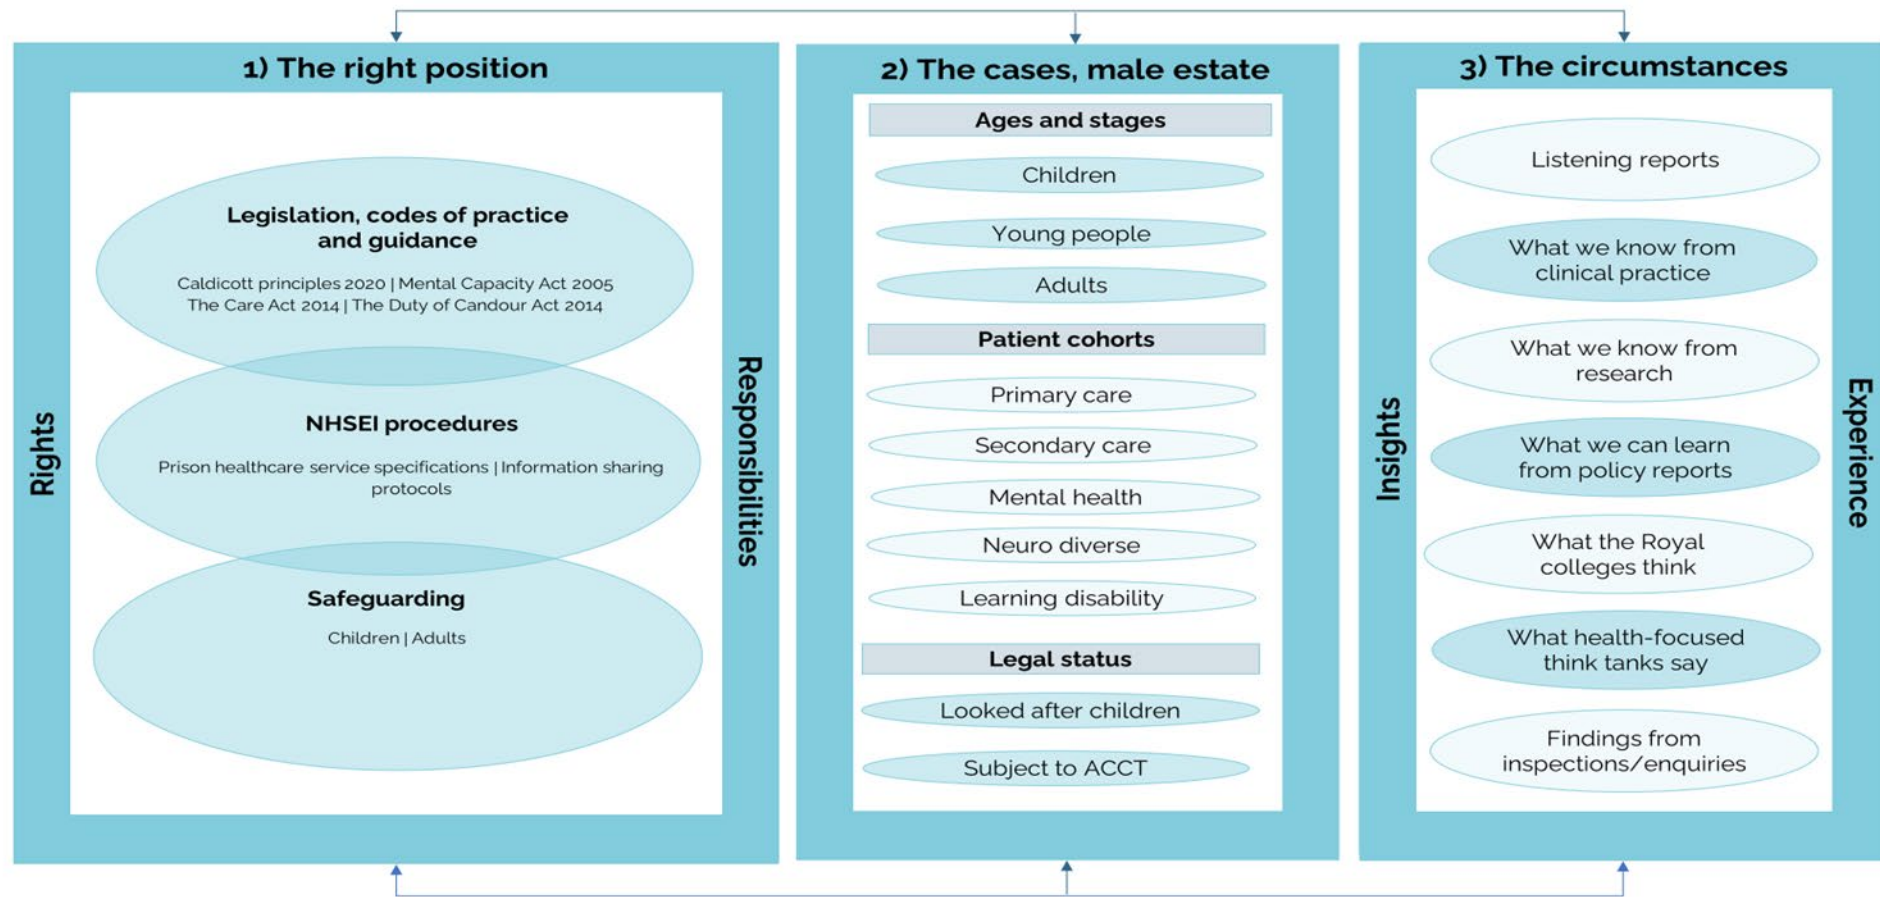 1) The right position
Rights
Legislation, codes of practice
and guidance
Caldicott principles 2020 | Mental Capacity Act 2005
The Care Act 2014 | The Duty of Candour Act 2014
NHSEI procedures
Prison healthcare service specifications | Information sharing
protocols
Safeguarding
Children | Adults
Responsibilities
2) The cases, male estate
Ages and stages
Children
Young people
Adults
Patient cohorts
Primary care
Secondary care
Mental health
Neuro diverse
Learning disability
Legal status
Looked after children
Subject to ACCT
3) The circumstances
Insights
Listening reports
What we know from
clinical practice
What we know from
research
What we can learn
from policy reports
What the Royal
colleges think
What health-focused
think tanks say
Findings from
inspections/enquiries
Experience